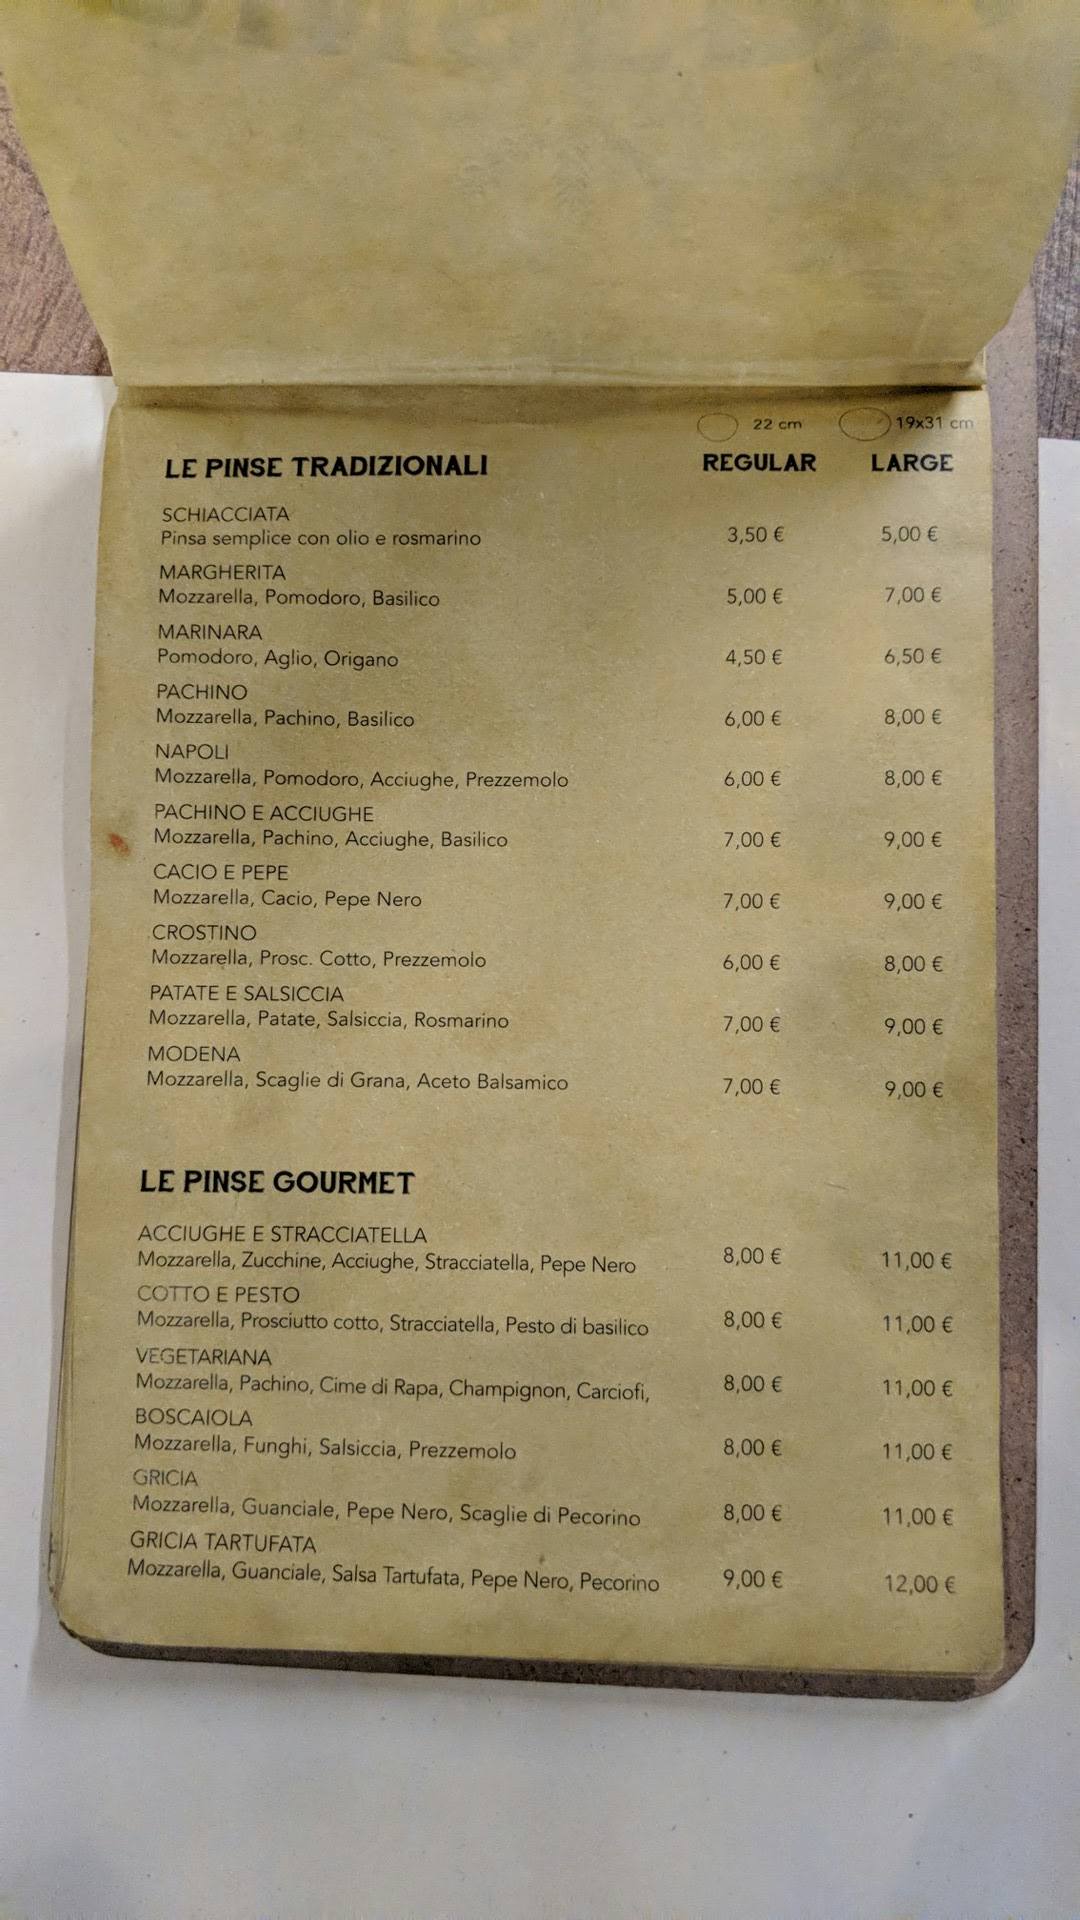 22 cm 19x31 cm
LE PINSE TRADIZIONALI REGULAR LARGE
SCHIACCIATA
Pinsa semplice con olio e rosmarino 3,50 € 5,00 €
MARGHERITA
Mozzarella, Pomodoro, Basilico 5,00 € 7,00 €
MARINARA
Pomodoro, Aglio, Origano 4,50 € 6,50 €
PACHINO
Mozzarella, Pachino, Basilico 6,00 € 8,00 €
NAPOLI
Mozzarella, Pomodoro, Acciughe, Prezzemolo 6,00 € 8,00 €
PACHINO E ACCIUGHE
Mozzarella, Pachino, Acciughe, Basilico 7,00 € 9,00 €
CACIO E PEPE
Mozzarella, Cacio, Pepe Nero 7,00 € 9,00 €
CROSTINO
Mozzarella, Prosc. Cotto, Prezzemolo 6,00 € 8,00 €
PATATE E SALSICCIA
Mozzarella, Patate, Salsiccia, Rosmarino 7,00 € 9,00 €
MODENA
Mozzarella, Scaglie di Grana, Aceto Balsamico 7,00 € 9,00 €
LE PINSE GOURMET
ACCIUGHE E STRACCIATELLA
Mozzarella, Zucchine, Acciughe, Stracciatella, Pepe Nero 8,00 € 11,00 €
COTTO E PESTO
Mozzarella, Prosciutto cotto, Stracciatella, Pesto di basilico 8,00 € 11,00 €
VEGETARIANA
Mozzarella, Pachino, Cime di Rapa, Champignon, Carciofi, 8,00 € 11,00 €
BOSCAIOLA
Mozzarella, Funghi, Salsiccia, Prezzemolo 8,00 € 11,00 €
GRICIA
Mozzarella, Guanciale, Pepe Nero, Scaglie di Pecorino 8,00 € 11,00 €
GRICIA TARTUFATA
Mozzarella, Guanciale, Salsa Tartufata, Pepe Nero, Pecorino 9,00 € 12,00 €